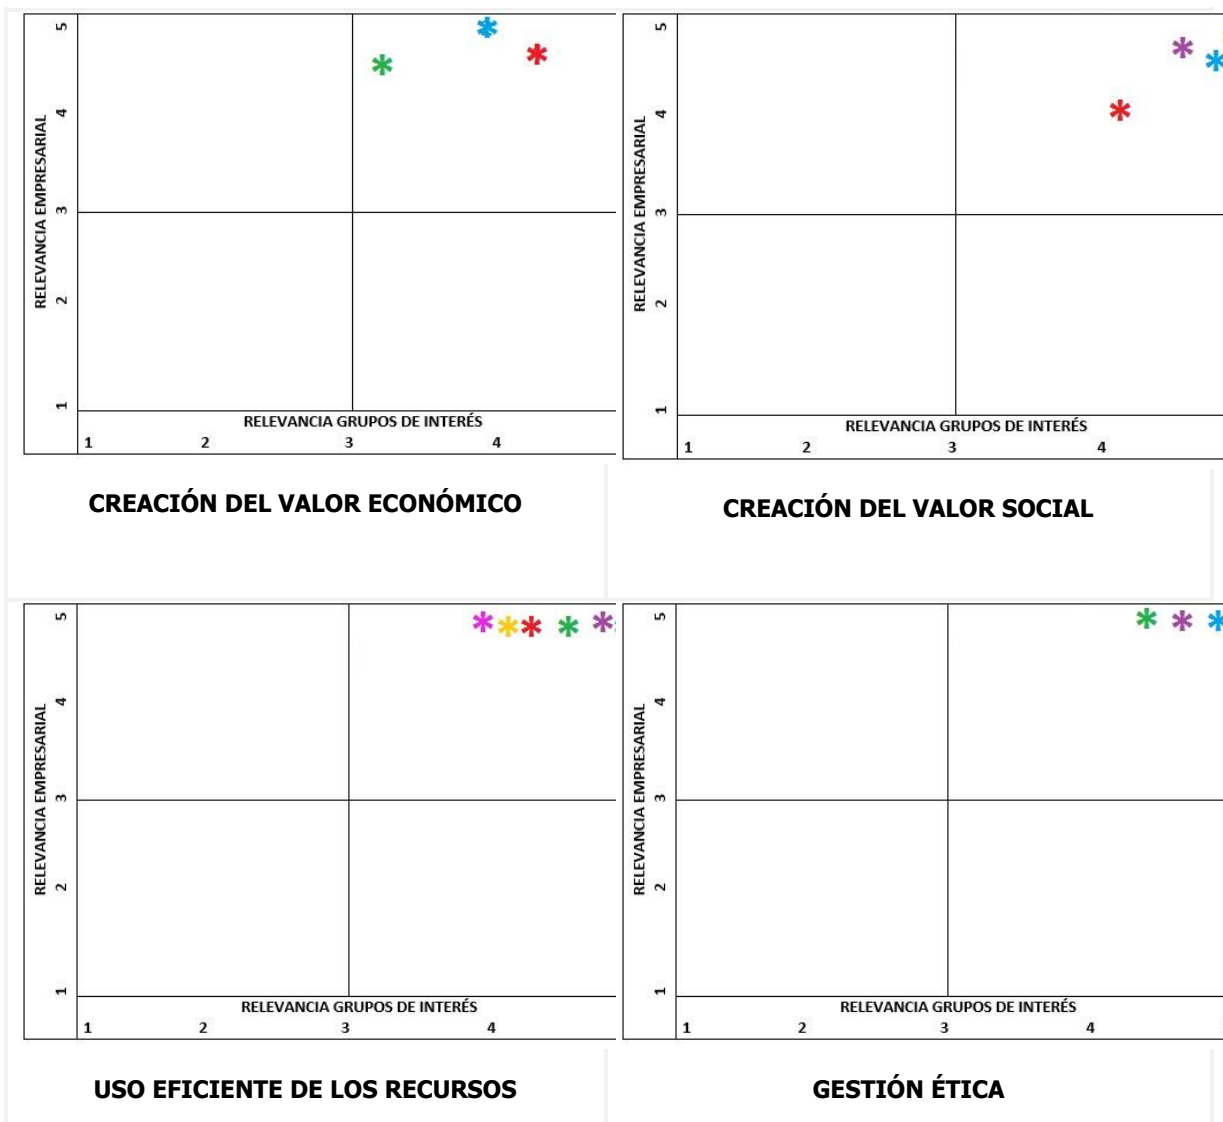 RELEVANCIA EMPRESARIAL
5
4
3
2
1
RELEVANCIA GRUPOS DE INTERÉS
1 2 3 4
CREACIÓN DEL VALOR ECONÓMICO
RELEVANCIA EMPRESARIAL
5
4
3
2
1
RELEVANCIA GRUPOS DE INTERÉS
1 2 3 4
CREACIÓN DEL VALOR SOCIAL
RELEVANCIA EMPRESARIAL
5
4
3
2
1
RELEVANCIA GRUPOS DE INTERÉS
1 2 3 4
USO EFICIENTE DE LOS RECURSOS
RELEVANCIA EMPRESARIAL
5
4
3
2
1
RELEVANCIA GRUPOS DE INTERÉS
1 2 3 4
GESTIÓN ÉTICA